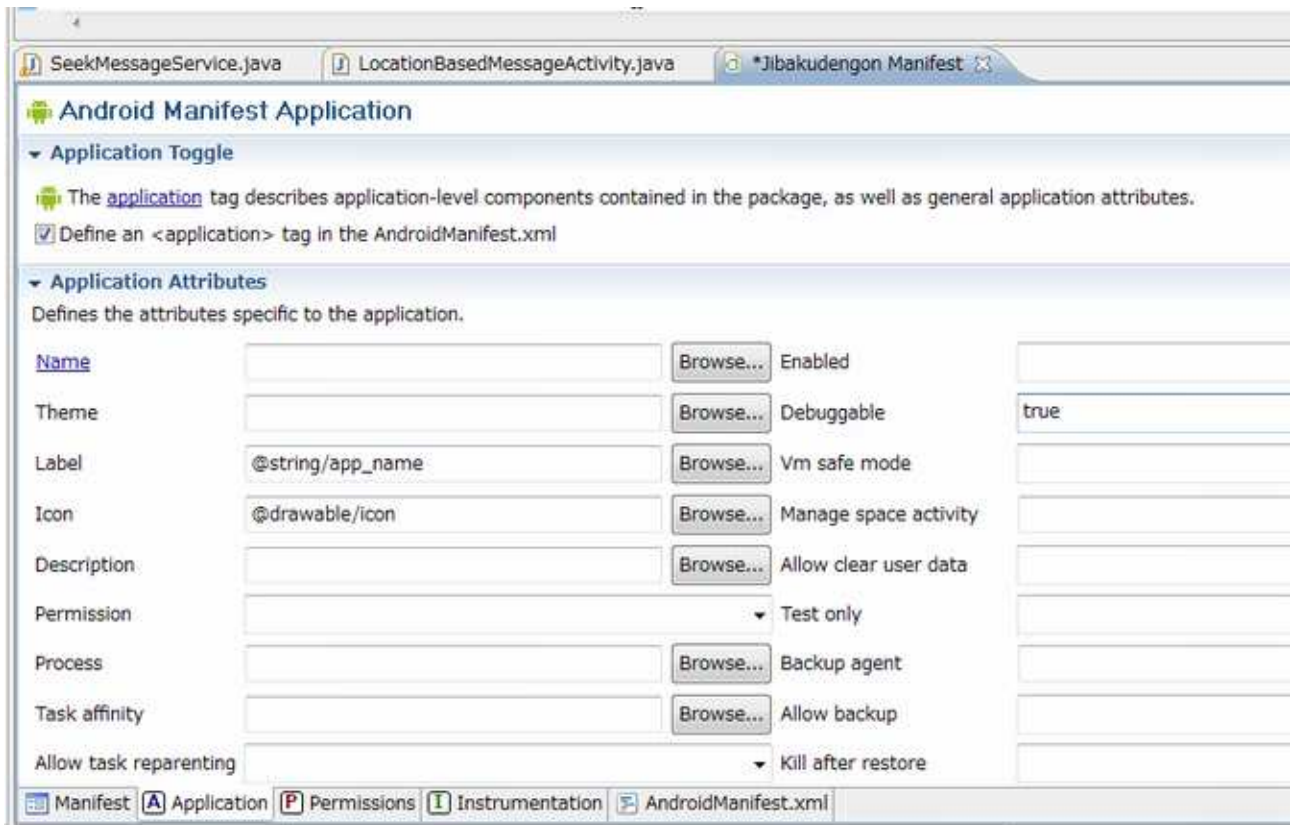 SeekMessageService.java LocationBasedMessageActivity.java *Jibakudengon Manifest
Android Manifest Application
Application Toggle
The application tag describes application-level components contained in the package, as well as general application attributes.
Define an <application> tag in the AndroidManifest.xml
Application Attributes
Defines the attributes specific to the application.
Name Browse... Enabled
Theme Browse... Debuggable true
Label @string/app_name Browse... Vm safe mode
Icon @drawable/icon Browse... Manage space activity
Description Browse... Allow clear user data
Permission Test only
Process Browse... Backup agent
Task affinity Browse... Allow backup
Allow task reparenting Kill after restore
Manifest A Application P Permissions I Instrumentation AndroidManifest.xml